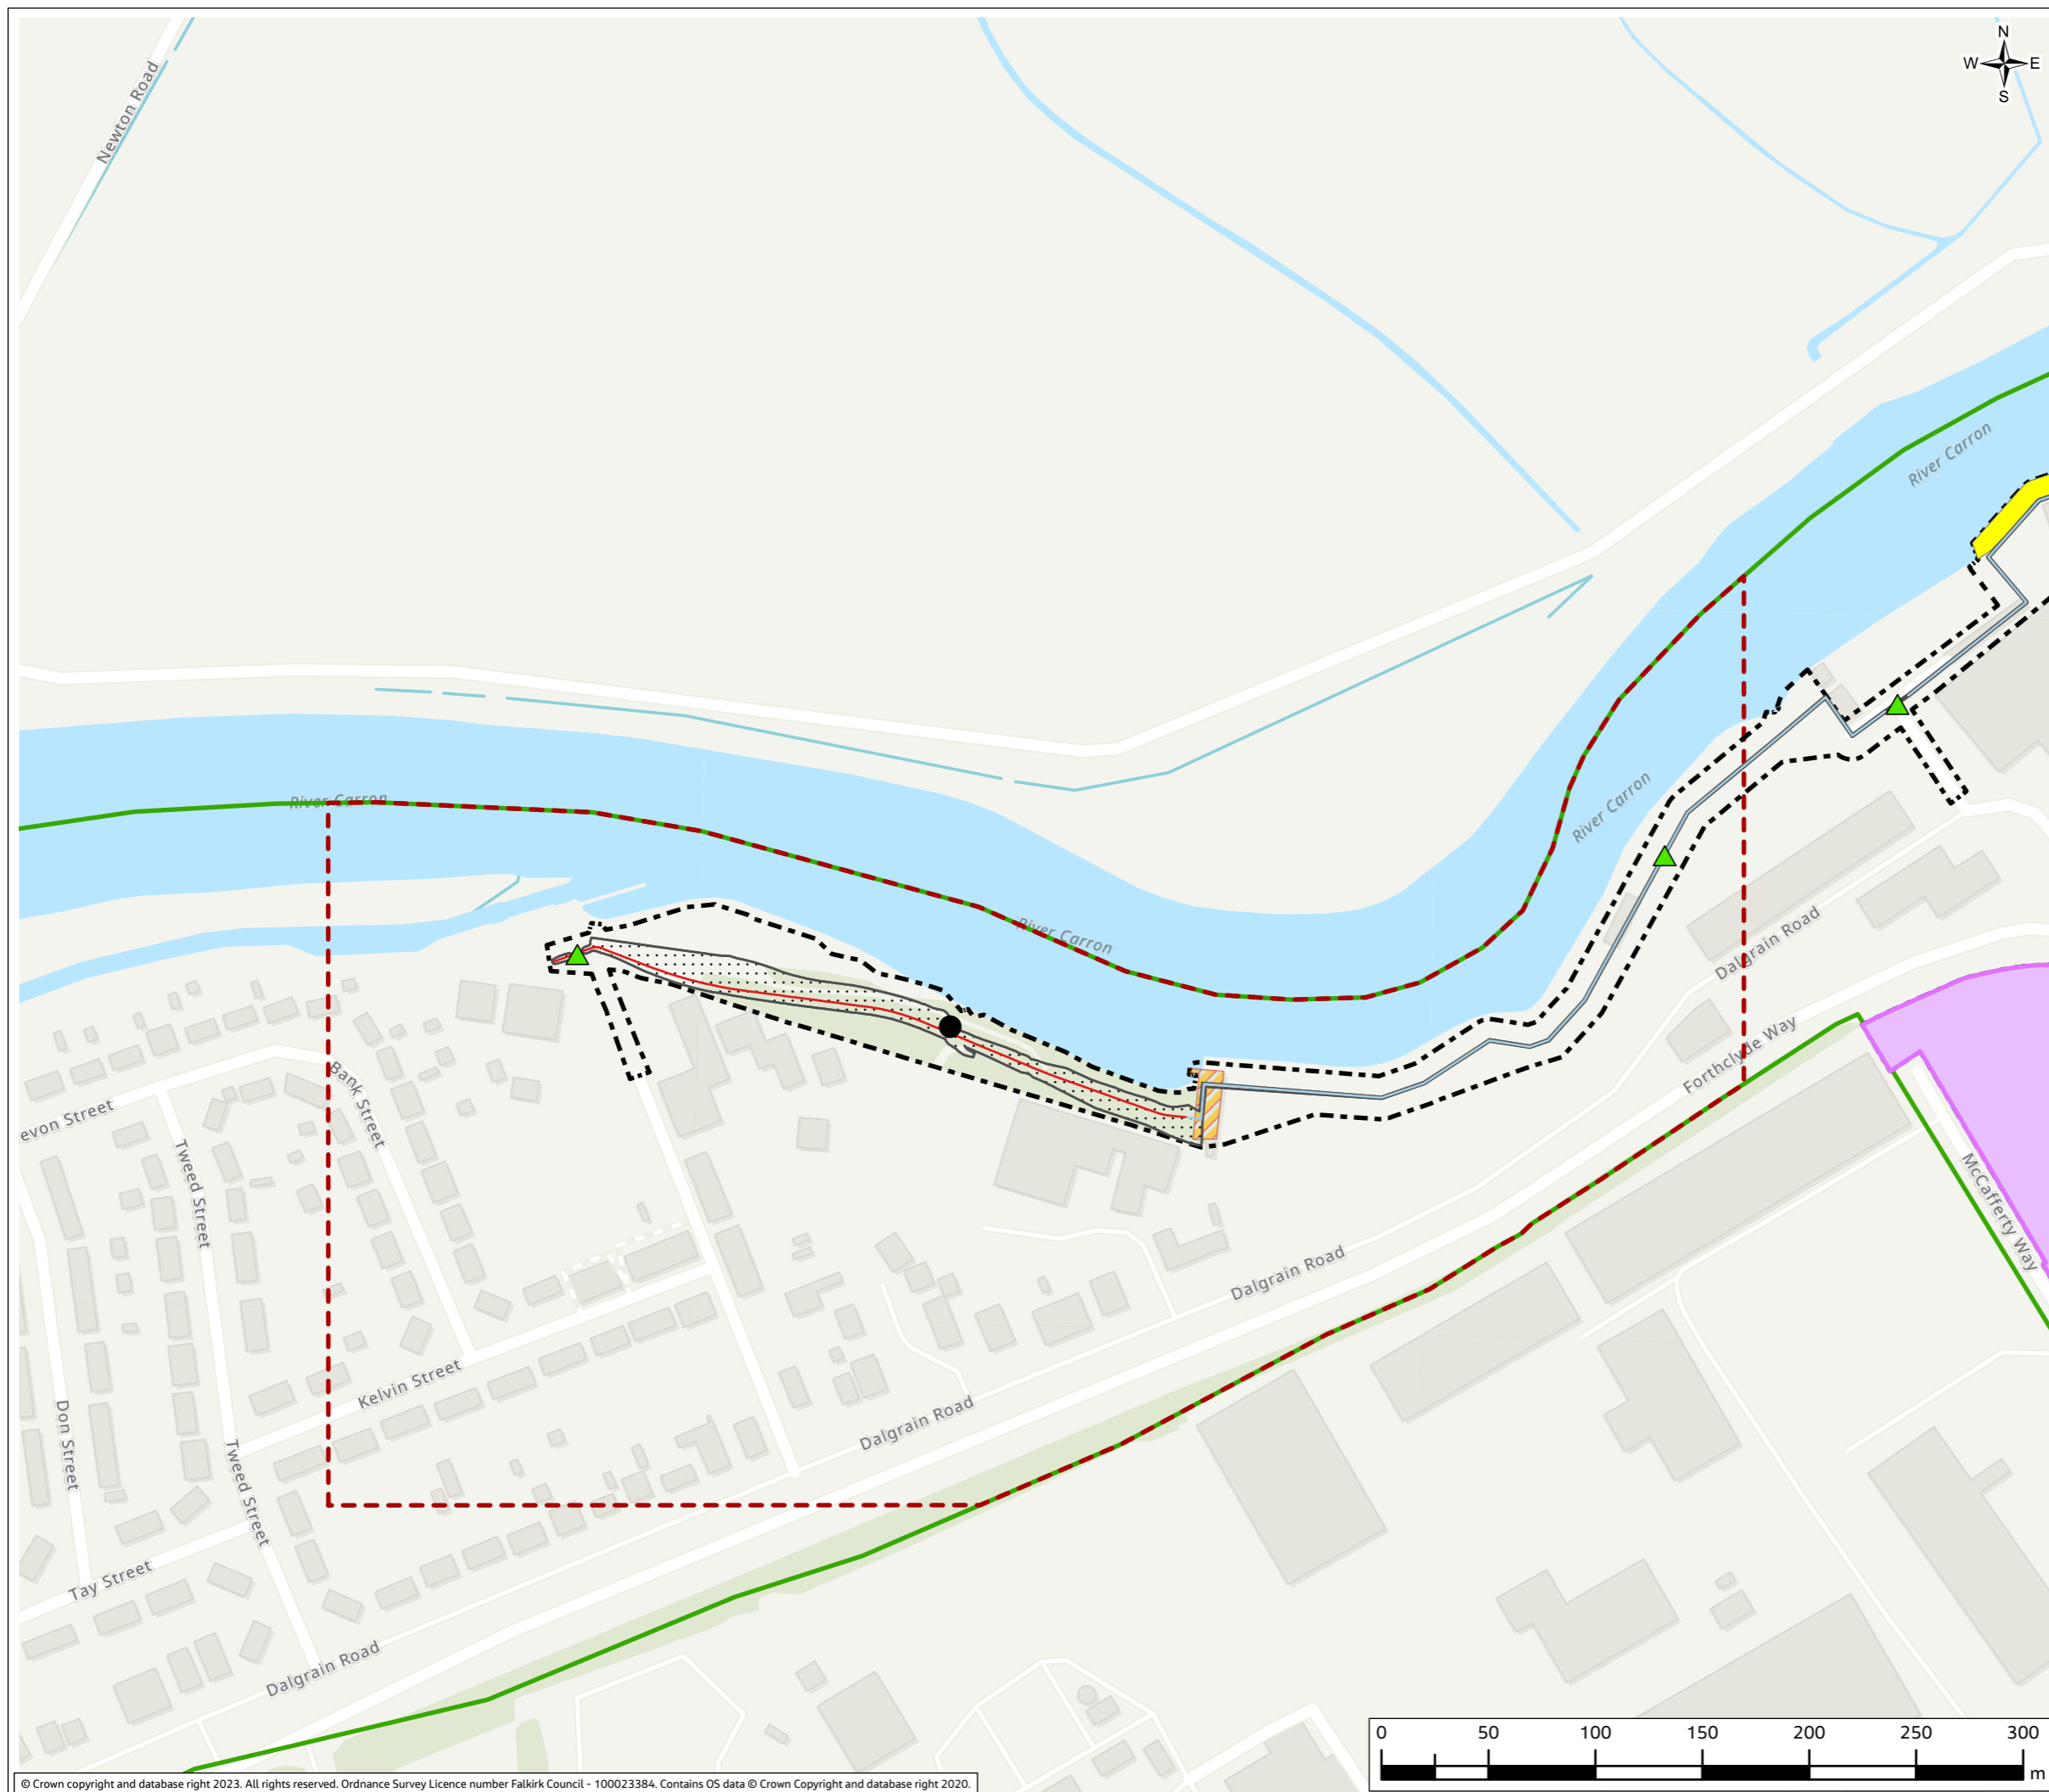 N
W E
S
Newton Road
River Carron
River Carron
River Carron
River Carron
Dalgrain Road
Forthclyde Way
McCafferty Way
Bank Street
evon Street
Tweed Street
Dalgrain Road
Kelvin Street
Dalgrain Road
Don Street
Tweed Street
Tay Street
Dalgrain Road
0 50 100 150 200 250 300
m
© Crown copyright and database right 2023. All rights reserved. Ordnance Survey Licence number Falkirk Council - 100023384. Contains OS data © Crown Copyright and database right 2020.